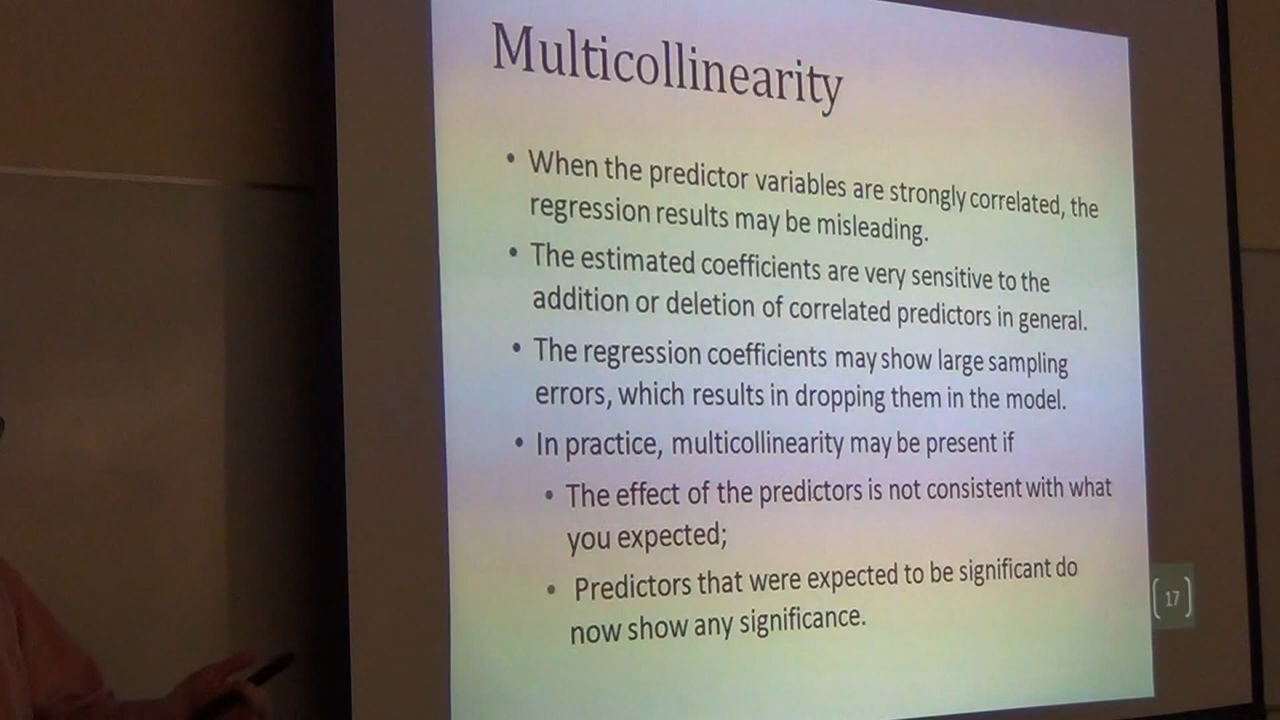 Multicollinearity
• When the predictor variables are strongly correlated, the
regression results may be misleading.
• The estimated coefficients are very sensitive to the
addition or deletion of correlated predictors in general.
• The regression coefficients may show large sampling
errors, which results in dropping them in the model.
• In practice, multicollinearity may be present if
• The effect of the predictors is not consistent with what
you expected;
• Predictors that were expected to be significant do
now show any significance.
17